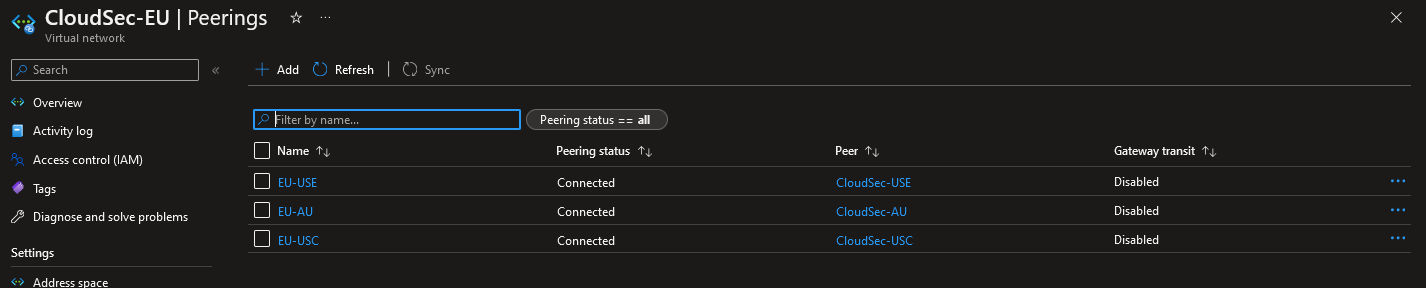 CloudSec-EU | Peerings ☆ ···
Virtual network
Search «
Add Refresh | Sync
Overview
Activity log
Access control (IAM)
Tags
Diagnose and solve problems
Settings
Address space
Filter by name... Peering status == all
Name ↑↓ Peering status ↑↓ Peer ↑↓ Gateway transit ↑↓
EU-USE Connected CloudSec-USE Disabled ···
EU-AU Connected CloudSec-AU Disabled ···
EU-USC Connected CloudSec-USC Disabled ···